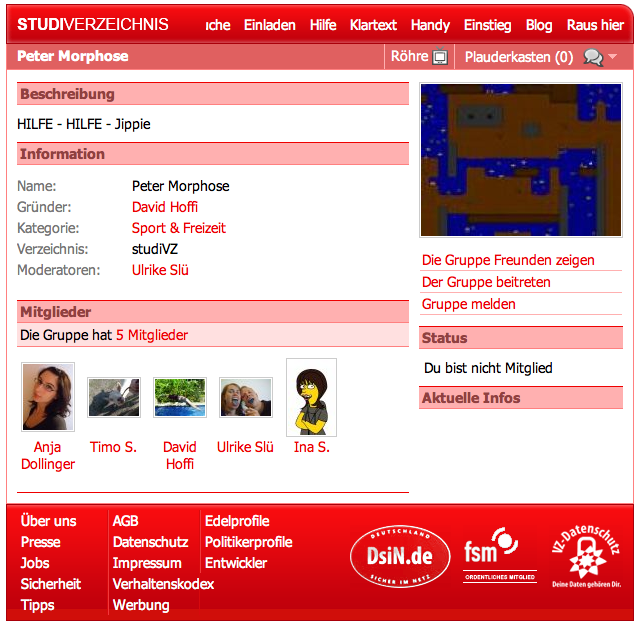 STUDIVERZEICHNIS
Einladen Hilfe Klartext Handy Einstieg Blog Raus hier
Peter Morphose
Röhre Plauderkasten (0)
Beschreibung
HILFE - HILFE - Jippie
Information
Name: Peter Morphose
Gründer: David Hoffi
Kategorie: Sport & Freizeit
Verzeichnis: studiVZ
Moderatoren: Ulrike Slü
Mitglieder
Die Gruppe hat 5 Mitglieder
Anja Dollinger
Timo S.
David Hoffi
Ulrike Slü
Ina S.
Die Gruppe Freunden zeigen
Der Gruppe beitreten
Gruppe melden
Status
Du bist nicht Mitglied
Aktuelle Infos
Über uns
Presse
Jobs
Sicherheit
Tipps
AGB
Datenschutz
Impressum
Verhaltenskodex
Werbung
Edelprofile
Politikerprofile
Entwickler
DEUTSCHLAND
DsiN.de
SICHER IM NETZ
fsm
ORDENTLICHES MITGLIED
VZ-Datenschutz
Deine Daten gehören Dir.